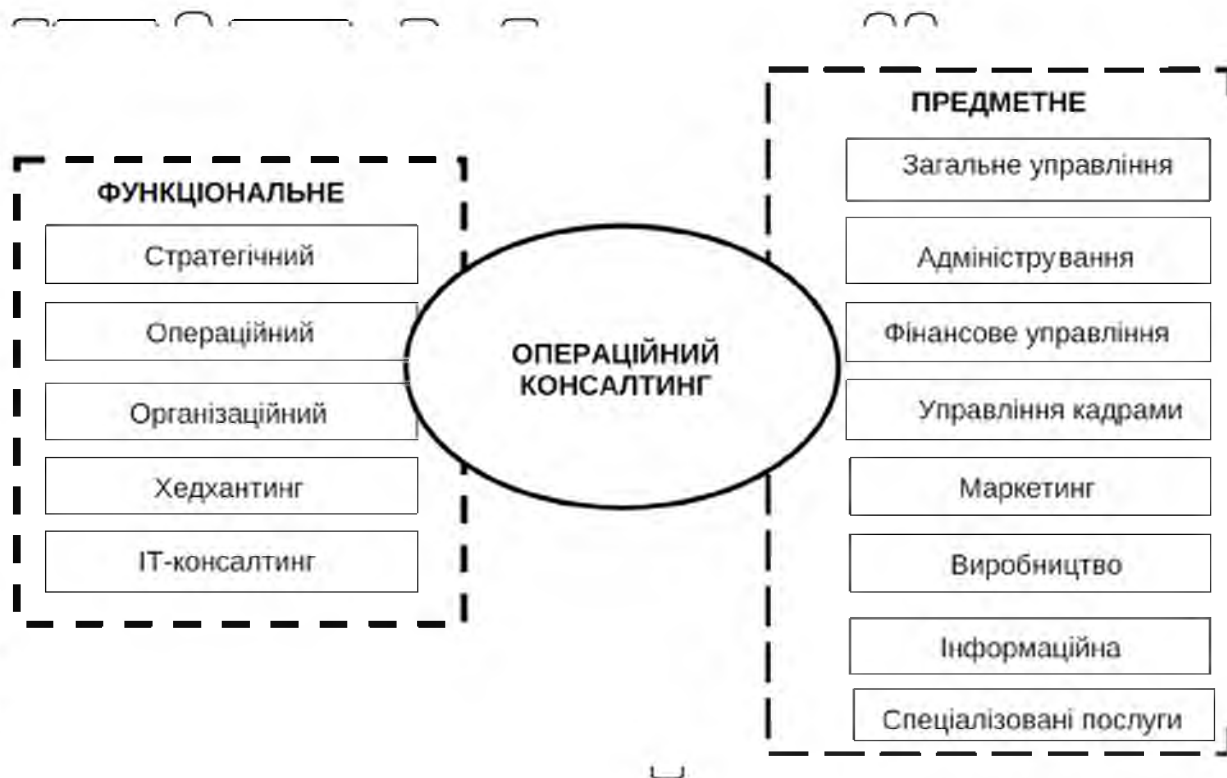 ФУНКЦІОНАЛЬНЕ
Стратегічний
Операційний
Організаційний
Хедхантинг
ІТ-консалтинг
ОПЕРАЦІЙНИЙ
КОНСАЛТИНГ
ПРЕДМЕТНЕ
Загальне управління
Адміністрування
Фінансове управління
Управління кадрами
Маркетинг
Виробництво
Інформаційна
Спеціалізовані послуги